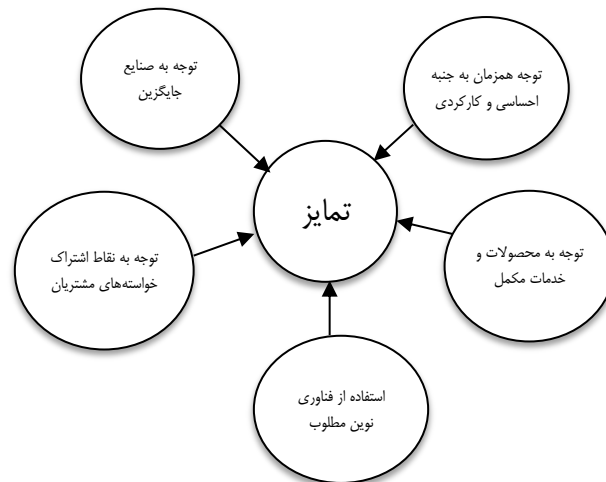 توجه همزمان به جنبه
احساسی و کارکردی
توجه به صنایع
جایگزین
تمایز
توجه به محصولات و
خدمات مکمل
توجه به نقاط اشتراک
خواسته‌های مشتریان
استفاده از فناوری
نوین مطلوب